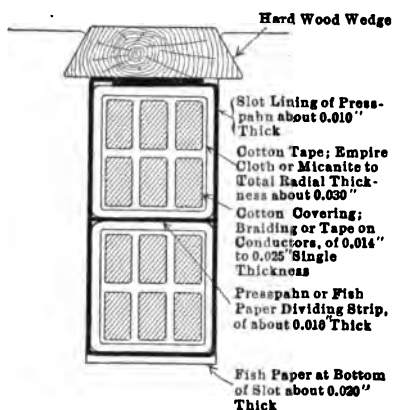 Hard Wood Wedge
Slot Lining of Press-
pahn about 0.010"
Thick
Cotton Tape; Empire
Cloth or Micanite to
Total Radial Thick-
ness about 0.030"
Cotton Covering;
Braiding or Tape on
Conductors, of 0.014"
to 0.025" Single
Thickness
Presspahn or Fish
Paper Dividing Strip,
of about 0.018" Thick
Fish Paper at Bottom
of Slot about 0.020"
Thick